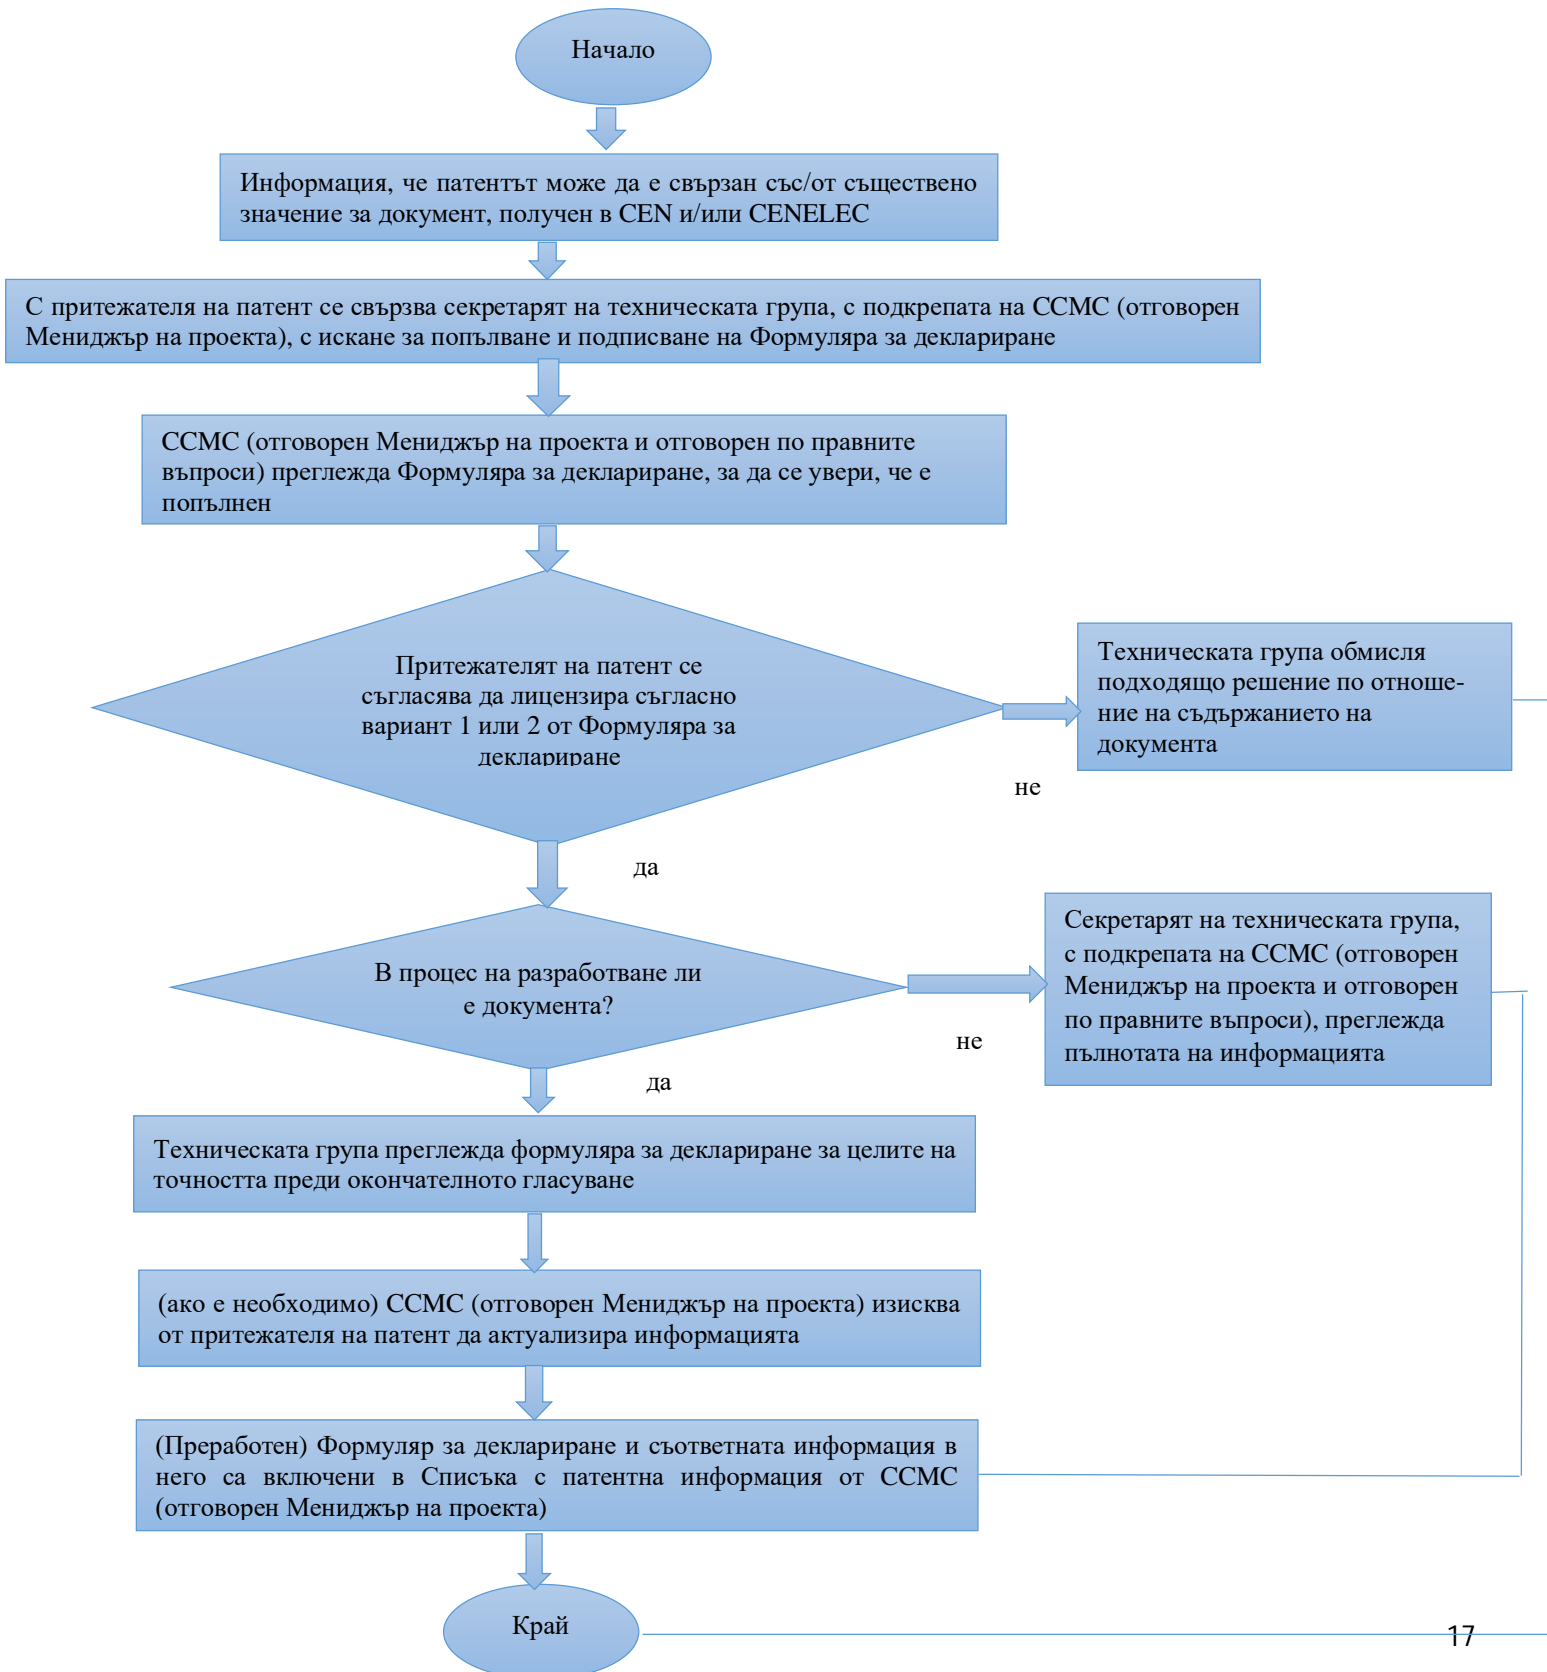 Начало
Информация, че патентът може да е свързан със/от съществено
значение за документ, получен в CEN и/или CENELEC
С притежателя на патент се свързва секретарят на техническата група, с подкрепата на CCMC (отговорен
Мениджър на проекта), с искане за попълване и подписване на Формуляра за деклариране
CCMC (отговорен Мениджър на проекта и отговорен по правните
въпроси) преглежда Формуляра за деклариране, за да се увери, че е
попълнен
Притежателят на патент се
съгласява да лицензира съгласно
вариант 1 или 2 от Формуляра за
деклариране
Техническата група обмисля
подходящо решение по отноше-
ние на съдържанието на
документа
не
да
В процес на разработване ли
е документа?
Секретарят на техническата група,
с подкрепата на CCMC (отговорен
Мениджър на проекта и отговорен
по правните въпроси), преглежда
пълнотата на информацията
не
да
Техническата група преглежда формуляра за деклариране за целите на
точността преди окончателното гласуване
(ако е необходимо) CCMC (отговорен Мениджър на проекта) изисква
от притежателя на патент да актуализира информацията
(Преработен) Формуляр за деклариране и съответната информация в
него са включени в Списъка с патентна информация от CCMC
(отговорен Мениджър на проекта)
Край
17